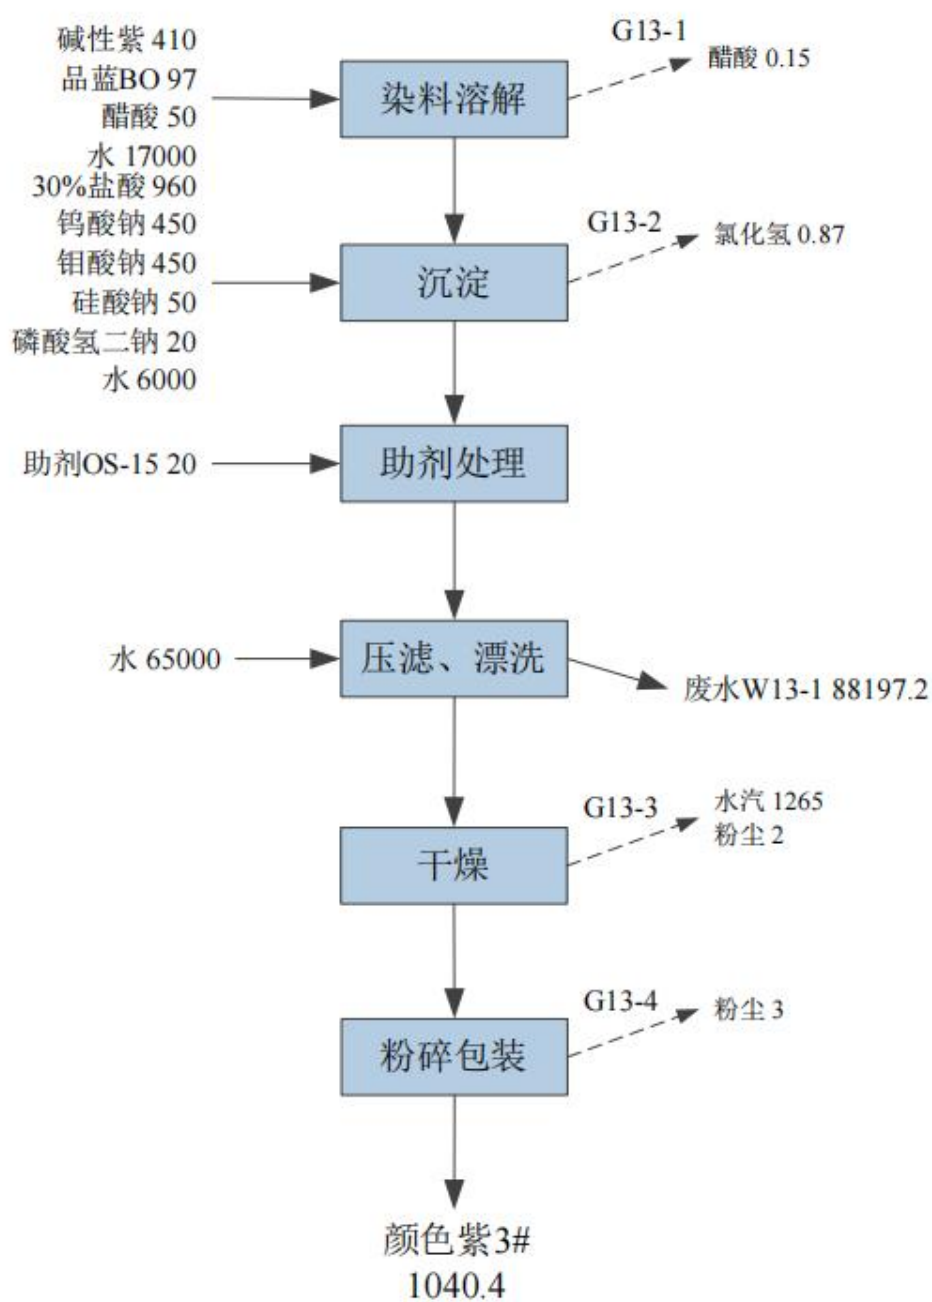 碱性紫 410
品蓝BO 97
醋酸 50
水 17000
染料溶解
G13-1
醋酸 0.15
30%盐酸 960
钨酸钠 450
钼酸钠 450
硅酸钠 50
磷酸氢二钠 20
水 6000
沉淀
G13-2
氯化氢 0.87
助剂OS-15 20
助剂处理
水 65000
压滤、漂洗
废水W13-1 88197.2
干燥
G13-3
水汽 1265
粉尘 2
粉碎包装
G13-4
粉尘 3
颜色紫3#
1040.4